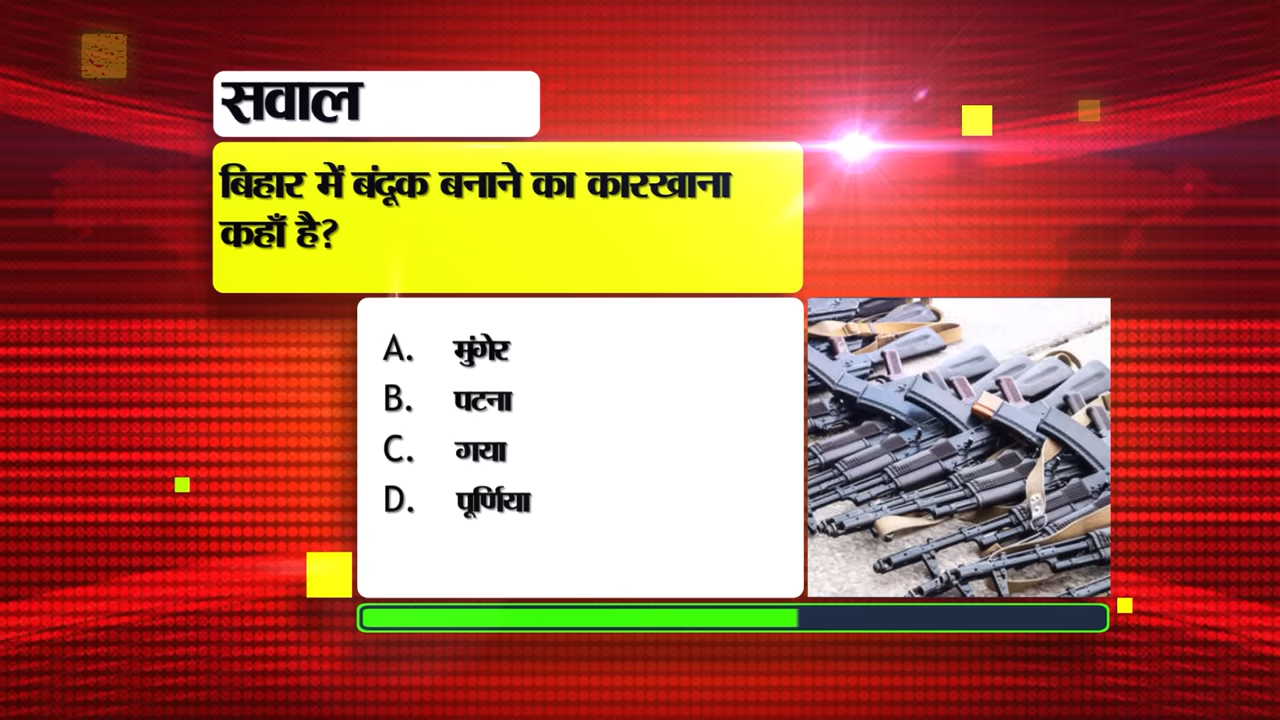 सवाल
बिहार में बंदूक बनाने का कारखाना
कहाँ है?
A. मुंगेर
B. पटना
C. गया
D. पूर्णिया